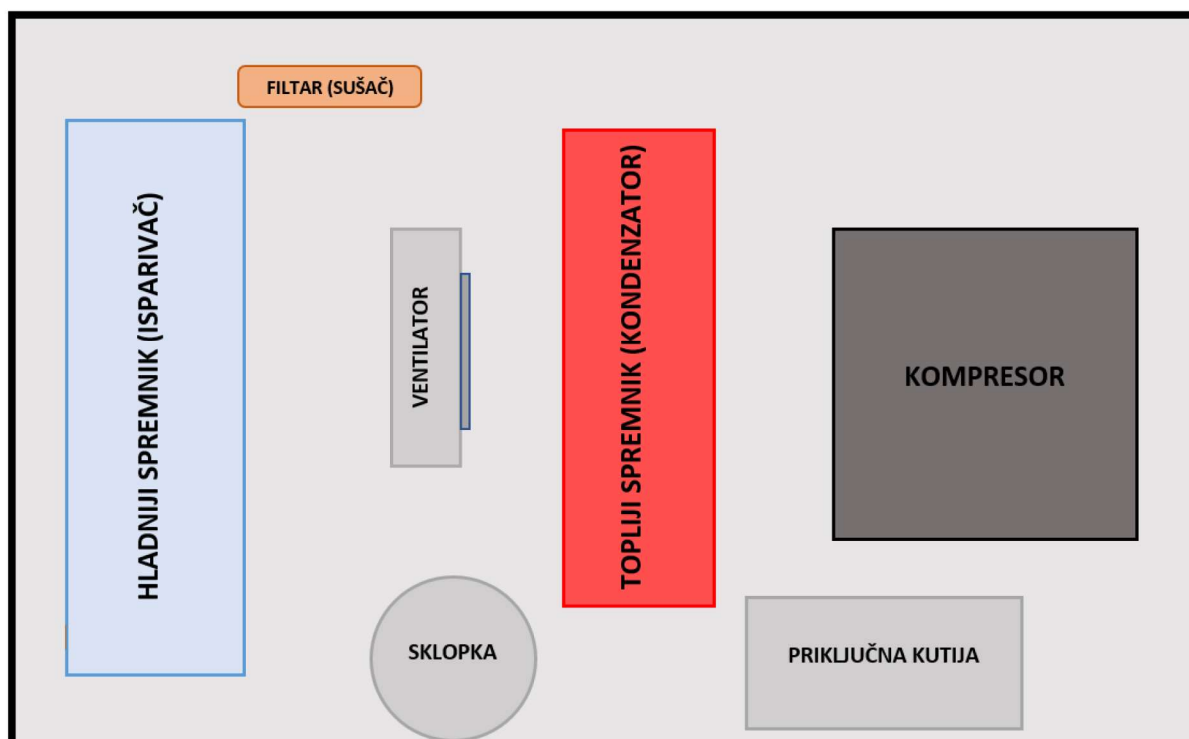 FILTAR (SUŠAČ)
HLADNIJI SPREMNIK (ISPARIVAČ)
VENTILATOR
TOPLIJI SPREMNIK (KONDENZATOR)
KOMPRESOR
SKLOPKA
PRIKLJUČNA KUTIJA